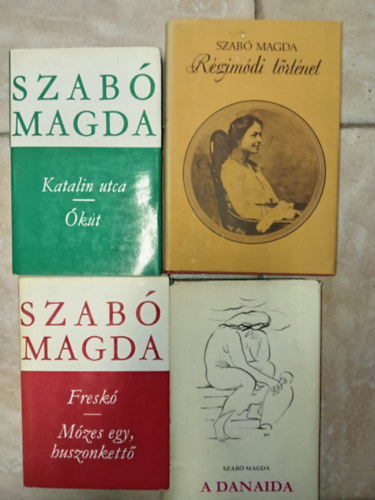 SZABÓ
MAGDA
Katalin utca
Ókút
SZABÓ MAGDA
Régimódi történet
SZABÓ
MAGDA
Freskó
Mózes egy,
huszonkettő
SZABÓ MAGDA
A DANAIDA